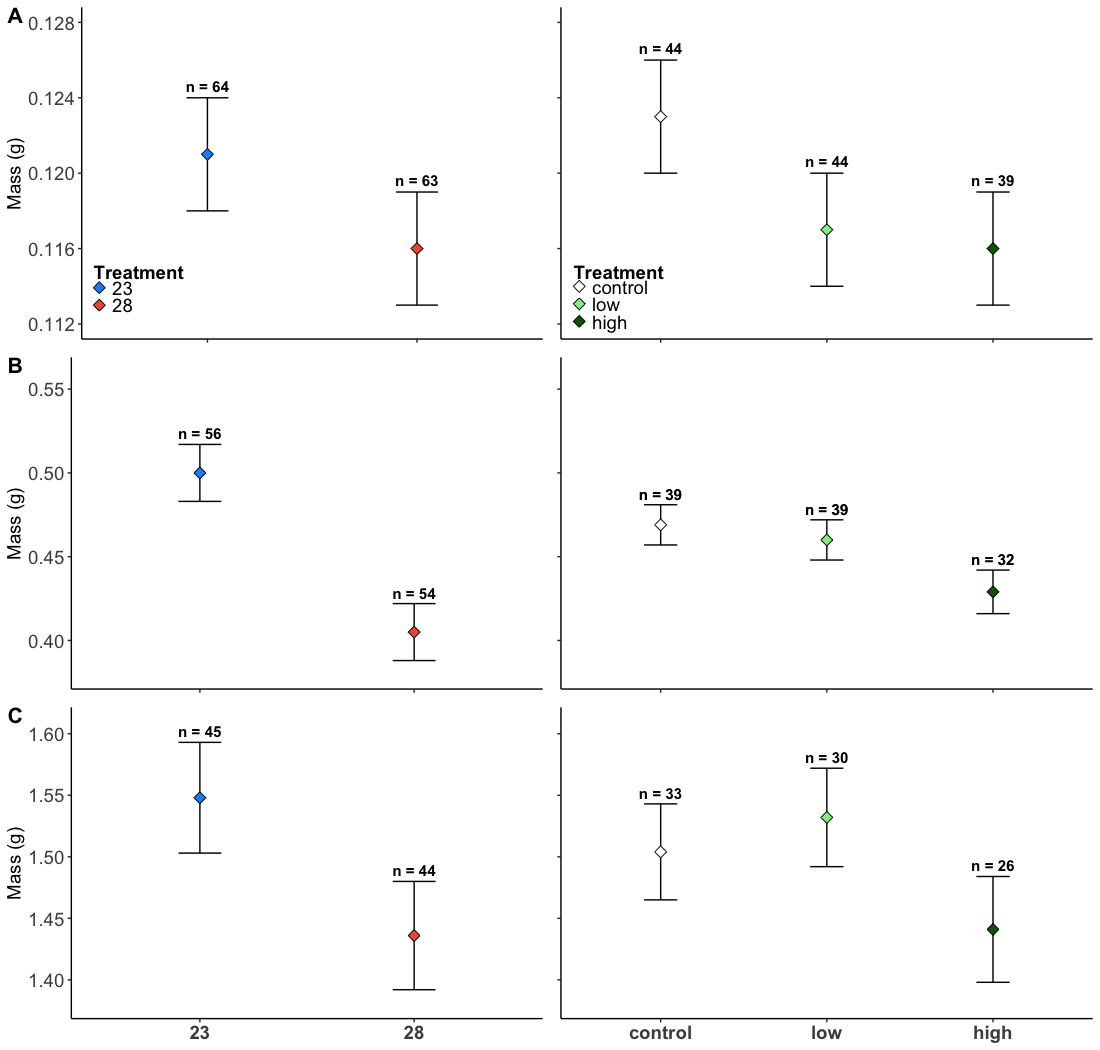 A
Mass (g)
0.128
0.124
0.120
0.116
0.112
n = 64
n = 63
Treatment
23
28
n = 44
n = 44
n = 39
Treatment
control
low
high
B
Mass (g)
0.55
0.50
0.45
0.40
n = 56
n = 54
n = 39
n = 39
n = 32
C
Mass (g)
1.60
1.55
1.50
1.45
1.40
n = 45
n = 44
n = 33
n = 30
n = 26
23 28
control low high